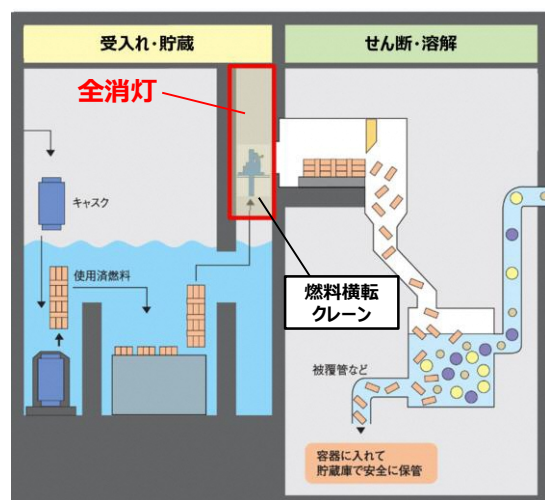 受入れ・貯蔵
せん断・溶解
全消灯
キャスク
使用済燃料
燃料横転
クレーン
被覆管など
容器に入れて
貯蔵庫で安全に保管